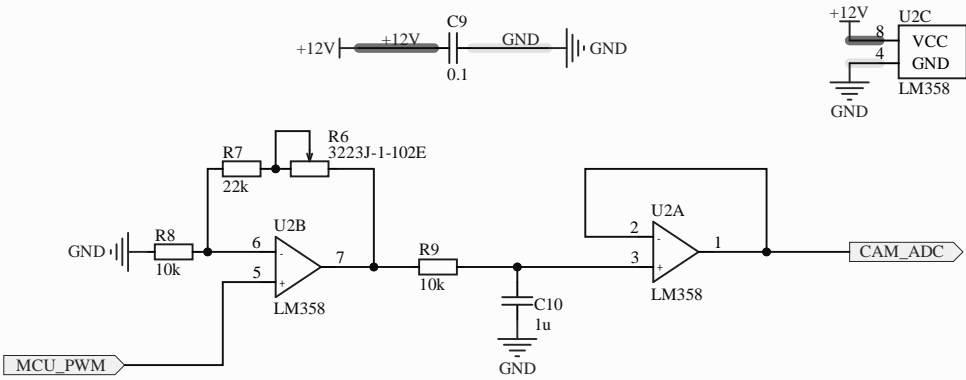 C9
+12V
+12V
GND
GND
0.1
+12V
U2C
8
VCC
4
GND
LM358
GND
R6
3223J-1-102E
R7
22k
U2B
R8
GND
10k
6
-
5
+
7
LM358
R9
10k
C10
1u
GND
U2A
2
-
3
+
1
LM358
CAM_ADC
MCU_PWM